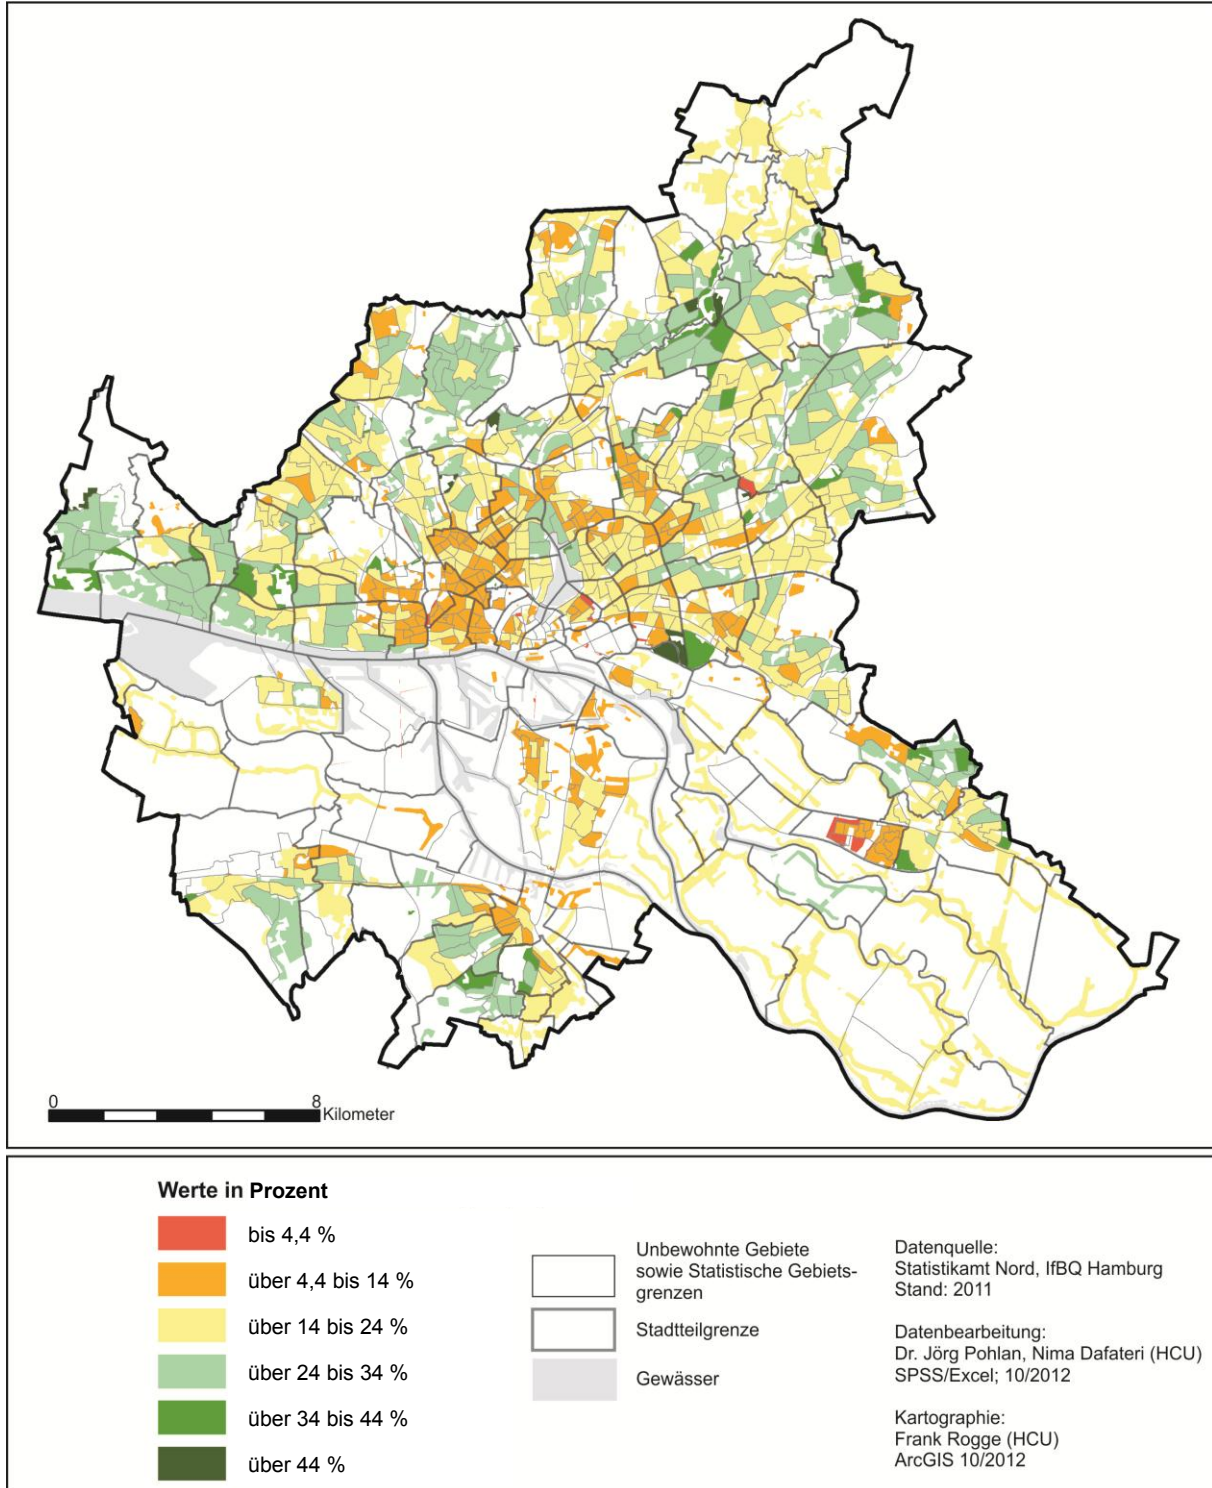 0
8
Kilometer
Werte in Prozent
bis 4,4 %
über 4,4 bis 14 %
über 14 bis 24 %
über 24 bis 34 %
über 34 bis 44 %
über 44 %
Unbewohnte Gebiete
sowie Statistische Gebiets-
grenzen
Stadtteilgrenze
Gewässer
Datenquelle:
Statistikamt Nord, IfBQ Hamburg
Stand: 2011
Datenbearbeitung:
Dr. Jörg Pohlan, Nima Dafateri (HCU)
SPSS/Excel; 10/2012
Kartographie:
Frank Rogge (HCU)
ArcGIS 10/2012